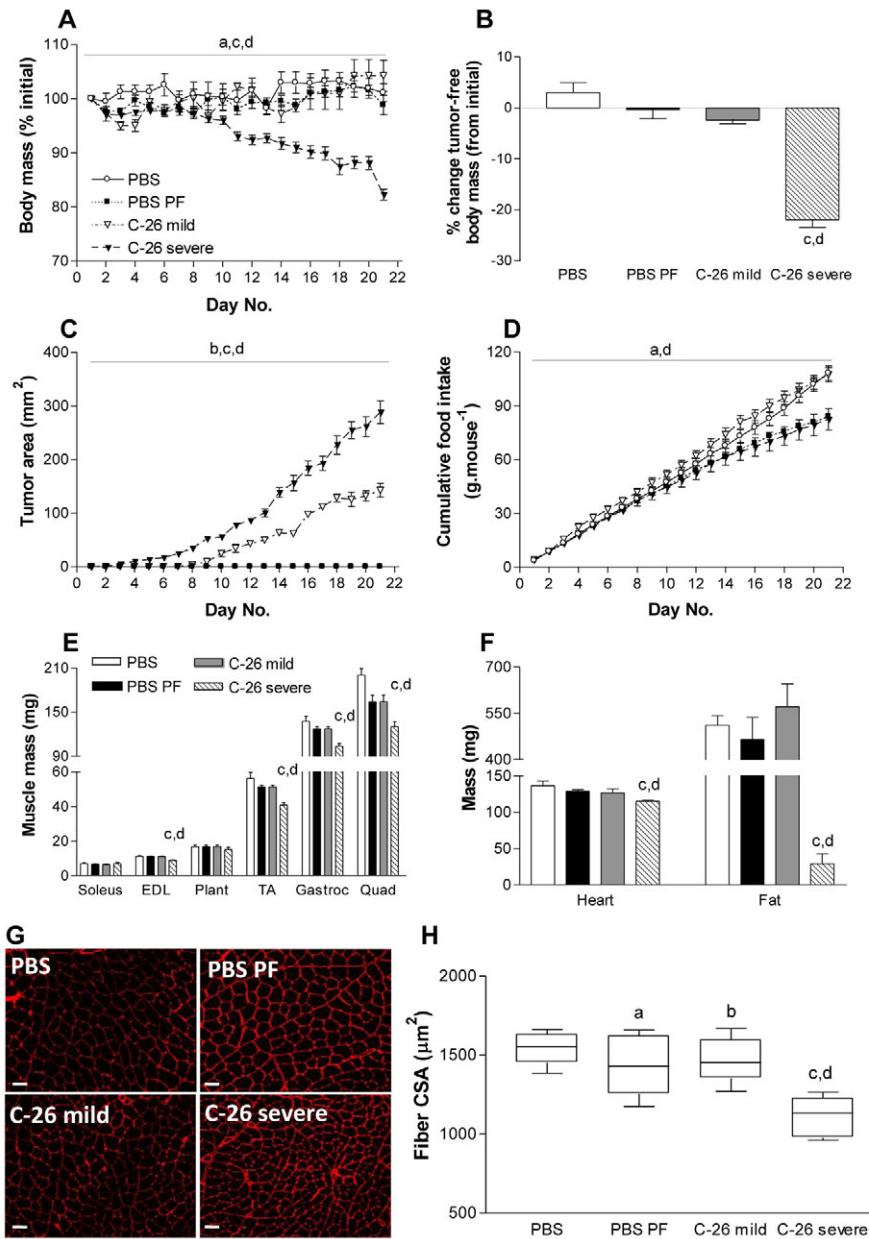 A
a,c,d
Body mass (% initial)
110
100
90
80
70
PBS
PBS PF
C-26 mild
C-26 severe
0 2 4 6 8 10 12 14 16 18 20 22
Day No.
B
% change tumor-free
body mass (from initial)
10
0
-10
-20
-30
c,d
PBS PBS PF C-26 mild C-26 severe
C
b,c,d
Tumor area (mm²)
400
300
200
100
0
0 2 4 6 8 10 12 14 16 18 20 22
Day No.
D
a,d
Cumulative food intake
(g.mouse⁻¹)
120
90
60
30
0
0 2 4 6 8 10 12 14 16 18 20 22
Day No.
E
PBS C-26 mild
PBS PF C-26 severe
Muscle mass (mg)
210
150
90
60
40
20
0
c,d
c,d
c,d
c,d
Soleus EDL Plant TA Gastroc Quad
F
Mass (mg)
700
550
400
150
100
50
0
c,d
c,d
Heart Fat
G
PBS PBS PF
C-26 mild C-26 severe
H
Fiber CSA (μm²)
2000
1500
1000
500
a
b
c,d
PBS PBS PF C-26 mild C-26 severe